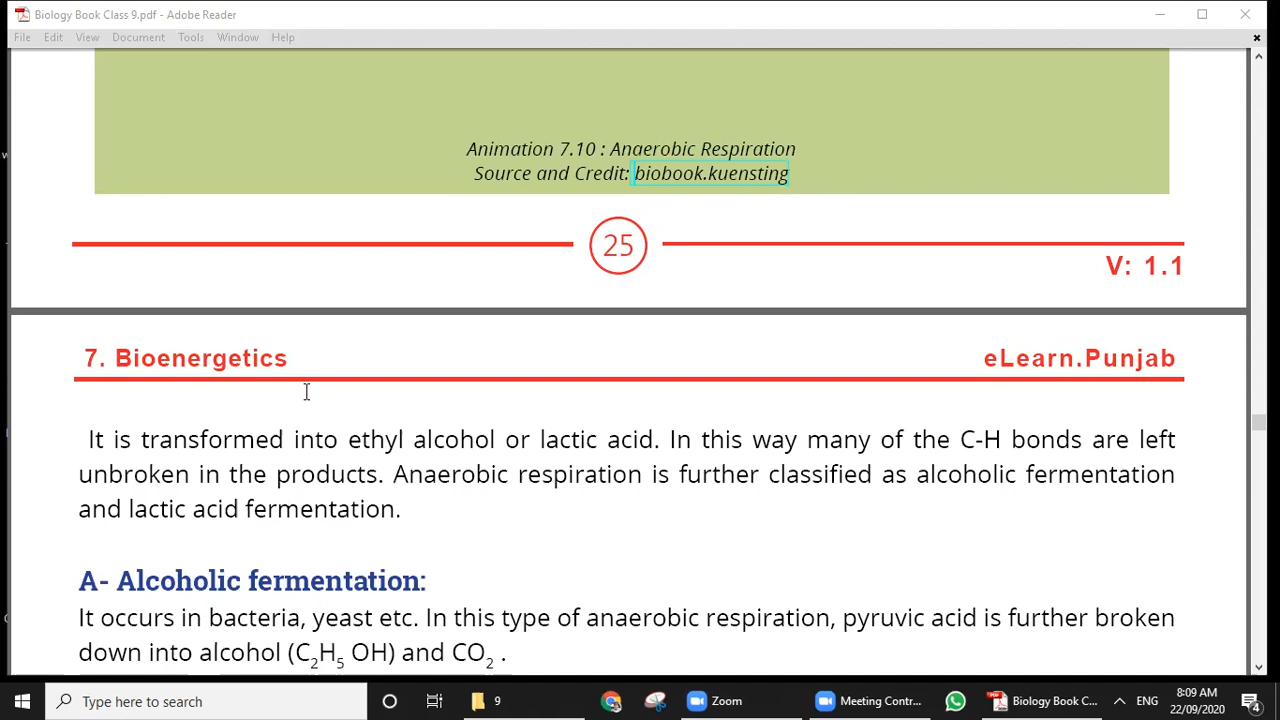 Biology Book Class 9.pdf - Adobe Reader
File Edit View Document Tools Window Help
Animation 7.10 : Anaerobic Respiration
Source and Credit: biobook.kuensting
25
V: 1.1
7. Bioenergetics eLearn.Punjab
It is transformed into ethyl alcohol or lactic acid. In this way many of the C-H bonds are left
unbroken in the products. Anaerobic respiration is further classified as alcoholic fermentation
and lactic acid fermentation.
A- Alcoholic fermentation:
It occurs in bacteria, yeast etc. In this type of anaerobic respiration, pyruvic acid is further broken
down into alcohol (C₂H₅ OH) and CO₂ .
Type here to search 9 Zoom Meeting Contr... Biology Book C... ENG 8:09 AM
22/09/2020 4